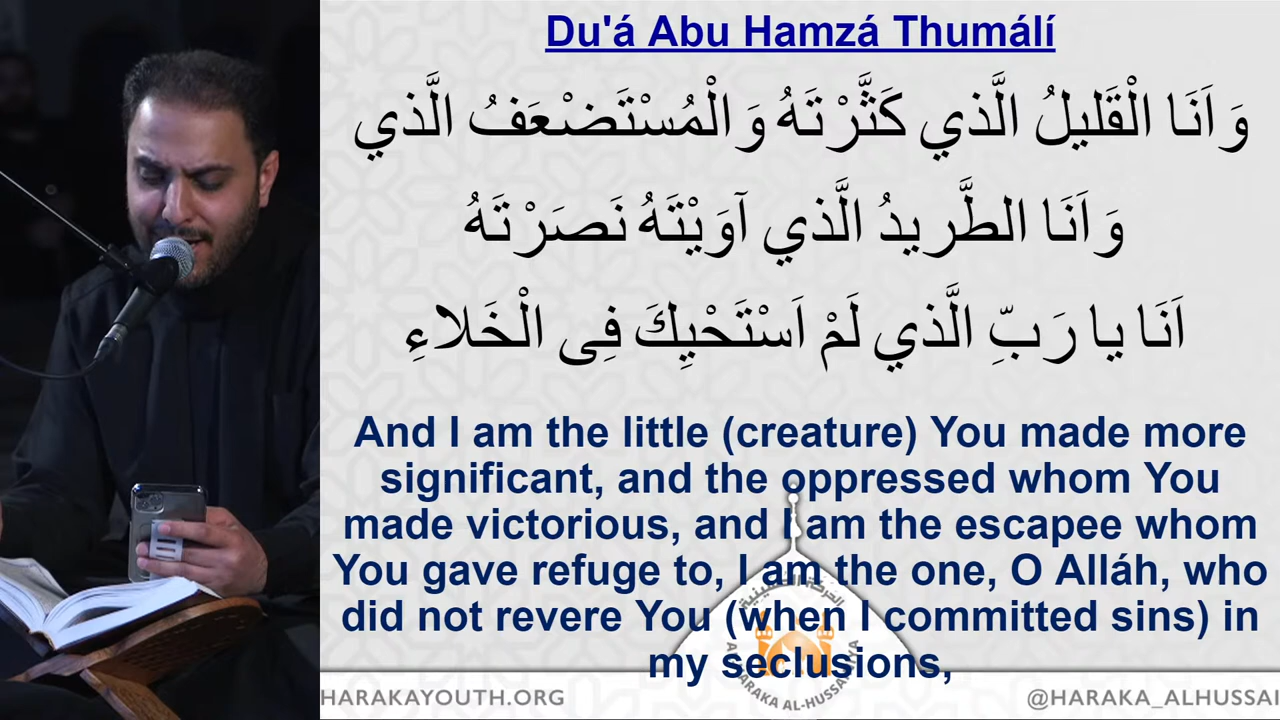 Du'á Abu Hamzá Thumálí
وَ اَنَا الْقَليلُ الَّذي كَثَّرْتَهُ وَ الْمُسْتَضْعَفُ الَّذي
وَ اَنَا الطَّريدُ الَّذي آوَيْتَهُ نَصَرْتَهُ
اَنَا يا رَبِّ الَّذي لَمْ اَسْتَحْيِكَ فِى الْخَلاءِ
And I am the little (creature) You made more
significant, and the oppressed whom You
made victorious, and I am the escapee whom
You gave refuge to, I am the one, O Alláh, who
did not revere You (when I committed sins) in
my seclusions,
HARAKAYOUTH.ORG
@HARAKA_ALHUSSAI